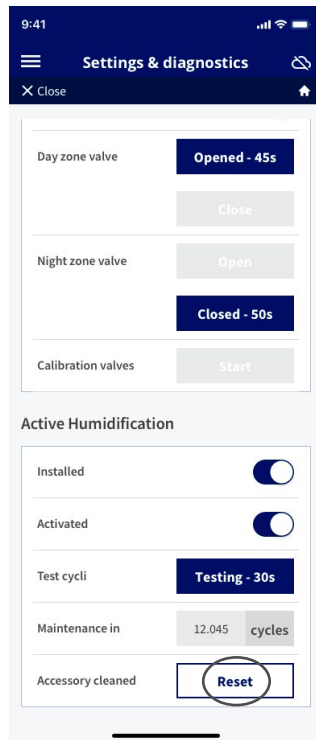 9:41
Settings & diagnostics
Close
Day zone valve
Opened - 45s
Close
Night zone valve
Open
Closed - 50s
Calibration valves
Start
Active Humidification
Installed
Activated
Test cycli
Testing - 30s
Maintenance in
12.045 cycles
Accessory cleaned
Reset